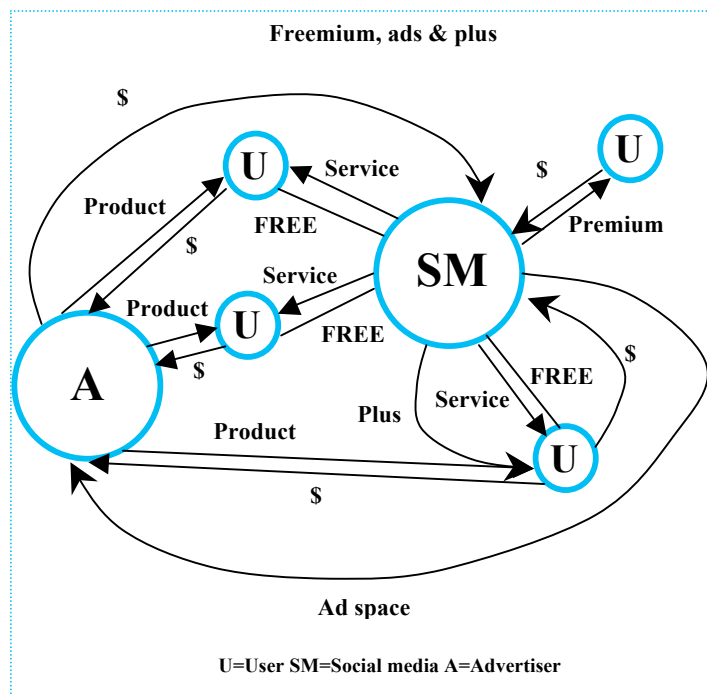 Freemium, ads & plus
$
U
U
Service
$
Product
FREE
Premium
$
SM
Service
Product
U
FREE
$
$
A
FREE
Plus
Service
Product
U
$
Ad space
U=User SM=Social media A=Advertiser